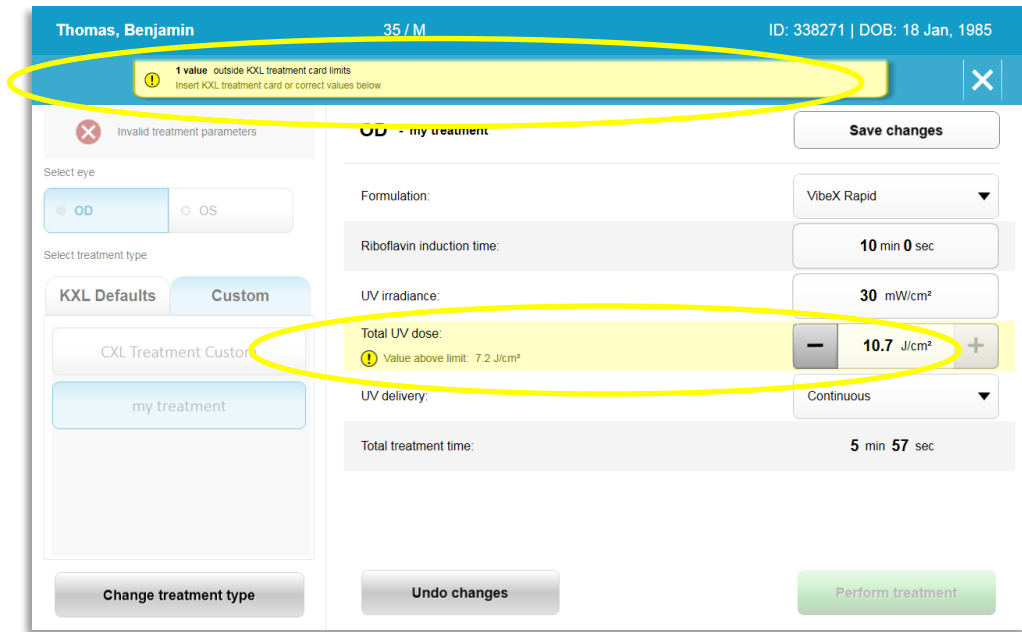 Thomas, Benjamin 35 / M ID: 338271 | DOB: 18 Jan, 1985
1 value outside KXL treatment card limits
Insert KXL treatment card or correct values below
Invalid treatment parameters
OD - my treatment
Save changes
Select eye
OD OS
Select treatment type
KXL Defaults Custom
CXL Treatment Custom
my treatment
Change treatment type
Formulation: VibeX Rapid
Riboflavin induction time: 10 min 0 sec
UV irradiance: 30 mW/cm²
Total UV dose: 10.7 J/cm²
Value above limit: 7.2 J/cm²
UV delivery: Continuous
Total treatment time: 5 min 57 sec
Undo changes
Perform treatment